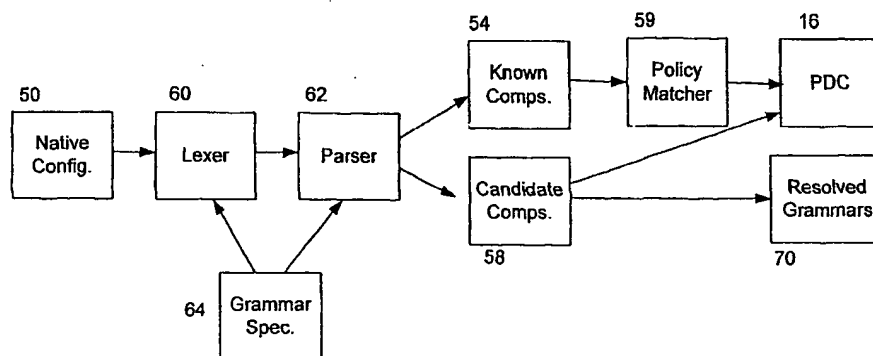 54
59
16
Known
Comps.
Policy
Matcher
PDC
50
60
62
Native
Config.
Lexer
Parser
Candidate
Comps.
Resolved
Grammars
58
70
64
Grammar
Spec.